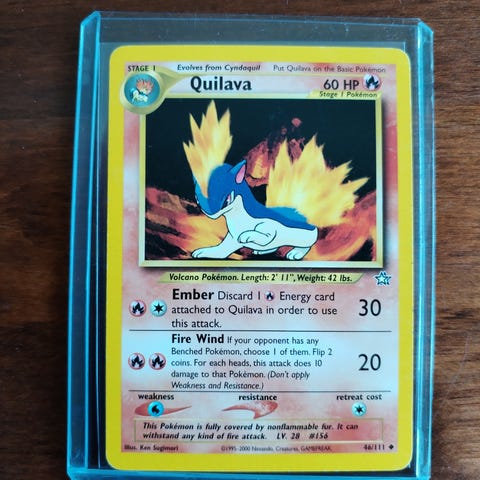 STAGE 1 Evolves from Cyndaquil Put Quilava on the Basic Pokémon
Quilava 60 HP
Stage 1 Pokémon
Volcano Pokémon. Length: 2' 11", Weight: 42 lbs.
Ember Discard 1 Energy card
attached to Quilava in order to use
this attack.
30
Fire Wind If your opponent has any
Benched Pokémon, choose 1 of them. Flip 2
coins. For each heads, this attack does 10
damage to that Pokémon. (Don't apply
Weakness and Resistance.)
20
weakness resistance retreat cost
This Pokémon is fully covered by nonflammable fur. It can
withstand any kind of fire attack. LV. 28 #156
Illus. Ken Sugimori ©1995-2000 Nintendo, Creatures, GAMEFREAK. 46/111